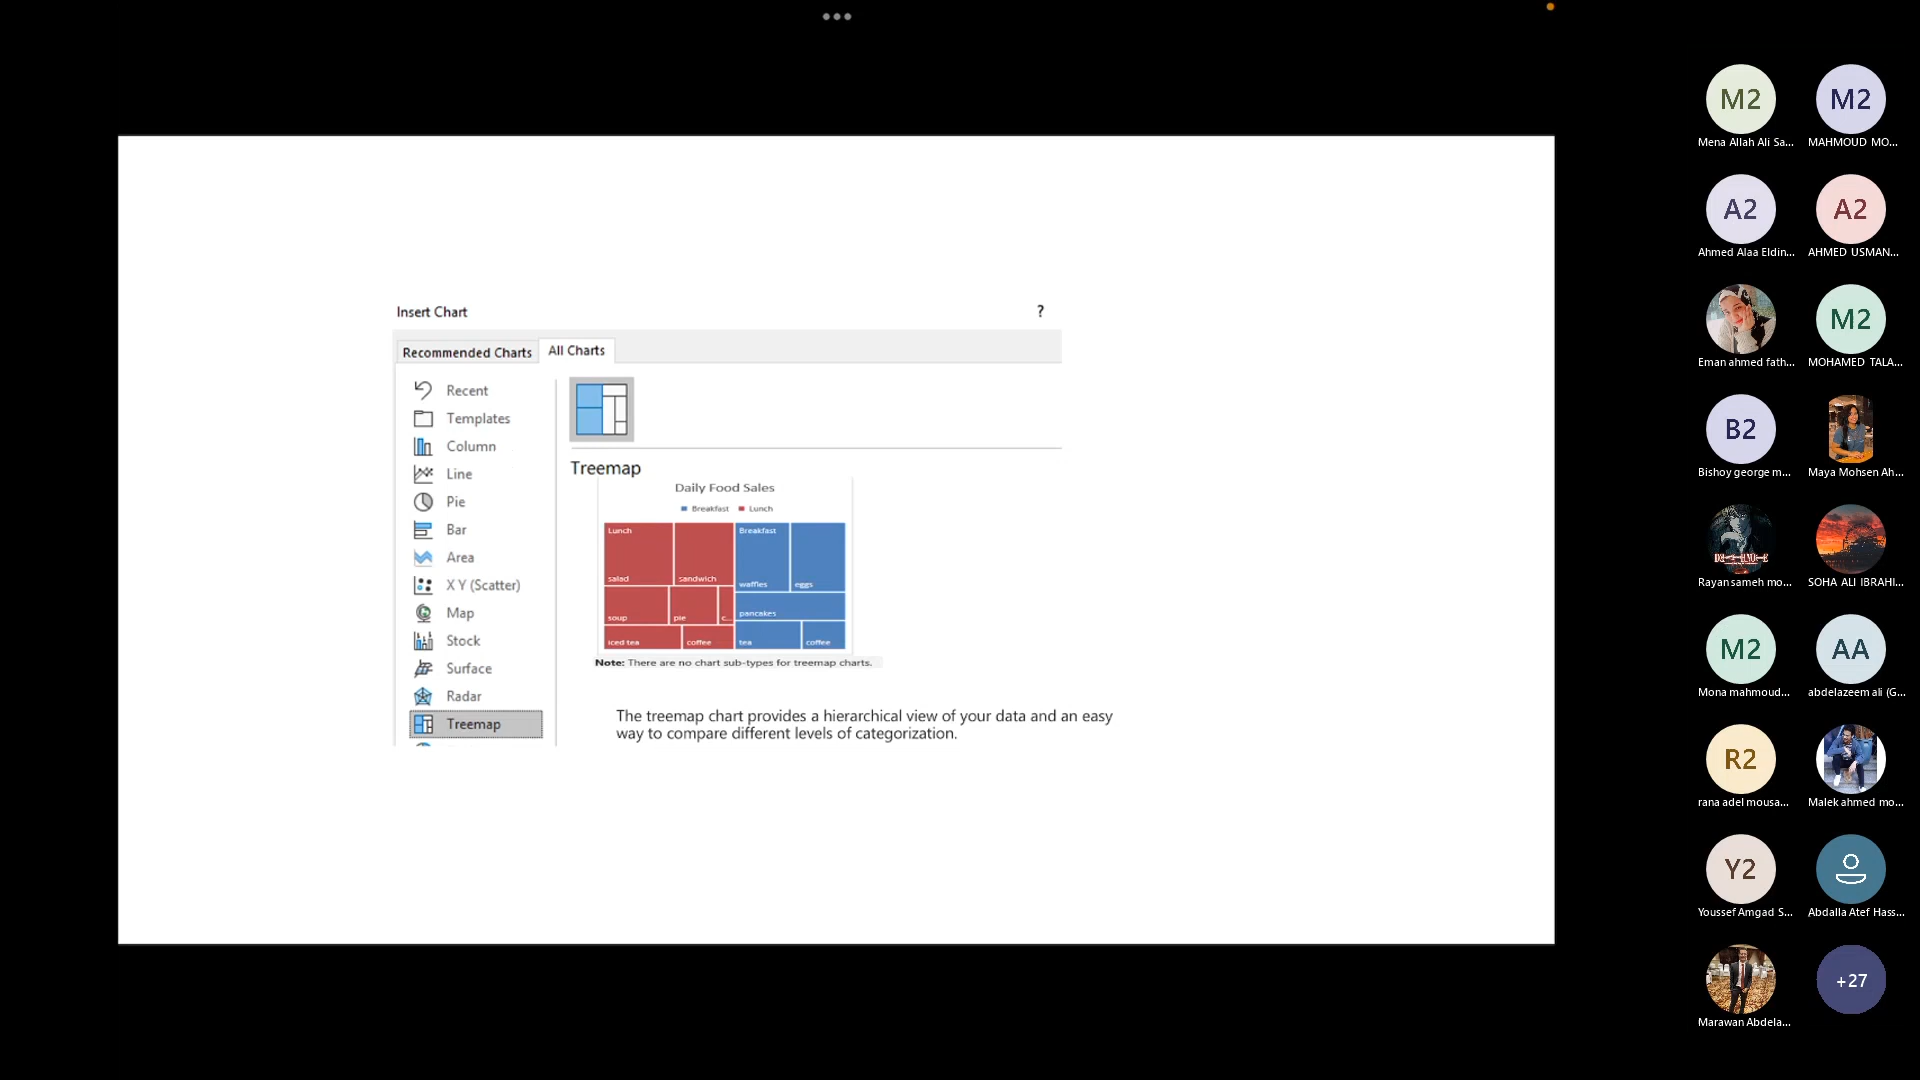 Insert Chart
?
Recommended Charts
All Charts
Recent
Templates
Column
Line
Pie
Bar
Area
X Y (Scatter)
Map
Stock
Surface
Radar
Treemap
Treemap
Daily Food Sales
Breakfast Lunch
Lunch
salad
sandwich
soup
pie
c...
iced tea
coffee
Breakfast
waffles
eggs
pancakes
tea
coffee
Note: There are no chart sub-types for treemap charts.
The treemap chart provides a hierarchical view of your data and an easy
way to compare different levels of categorization.
M2
Mena Allah Ali Sa...
M2
MAHMOUD MO...
A2
Ahmed Alaa Eldin...
A2
AHMED USMAN...
Eman ahmed fath...
M2
MOHAMED TALA...
B2
Bishoy george m...
Maya Mohsen Ah...
Rayan sameh mo...
SOHA ALI IBRAHI...
M2
Mona mahmoud...
AA
abdelazeem ali (G...
R2
rana adel mousa...
Malek ahmed mo...
Y2
Youssef Amgad S...
Abdalla Atef Hass...
Marawan Abdela...
+27